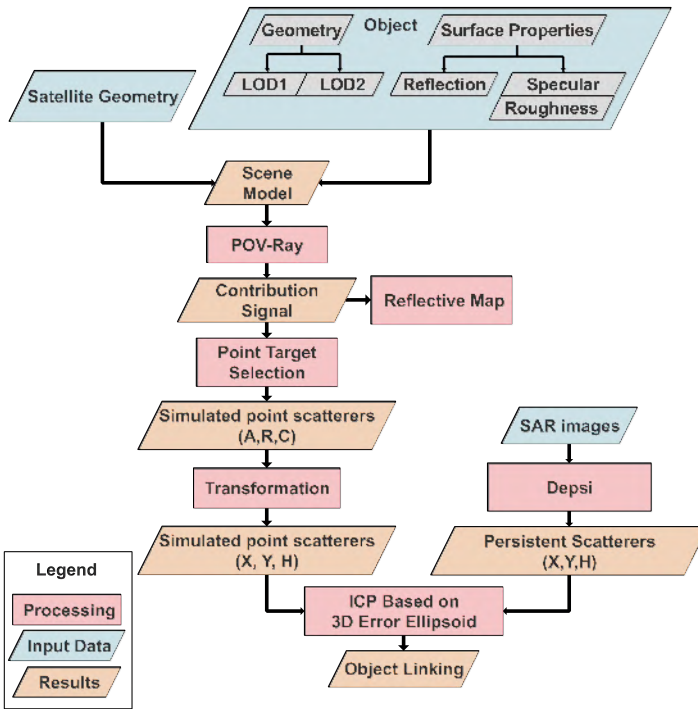 Geometry
Object
Surface Properties
LOD1
LOD2
Reflection
Specular
Roughness
Satellite Geometry
Scene
Model
POV-Ray
Contribution
Signal
Reflective Map
Point Target
Selection
Simulated point scatterers
(A,R,C)
SAR images
Transformation
Depsi
Simulated point scatterers
(X, Y, H)
Persistent Scatterers
(X,Y,H)
Legend
Processing
Input Data
Results
ICP Based on
3D Error Ellipsoid
Object Linking